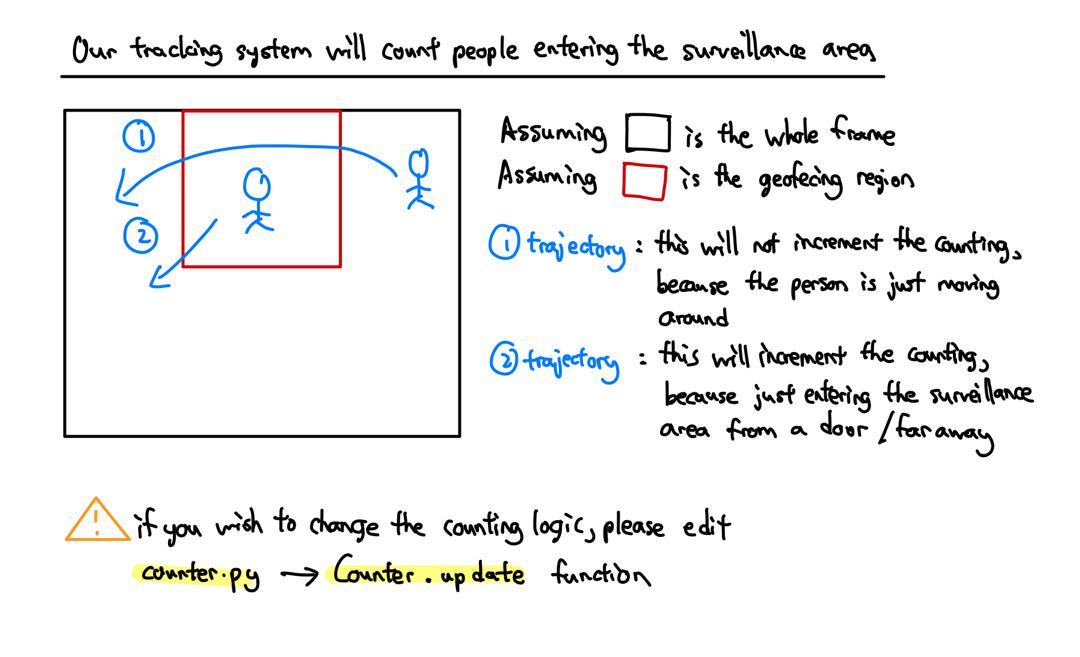 Our tracking system will count people entering the surveillance area
1
2
Assuming is the whole frame
Assuming is the geofecing region
1 trajectory : this will not increment the counting,
because the person is just moving
around
2 trajectory : this will increment the counting,
because just entering the surveillance
area from a door / far away
! if you wish to change the counting logic, please edit
counter.py → Counter.update function